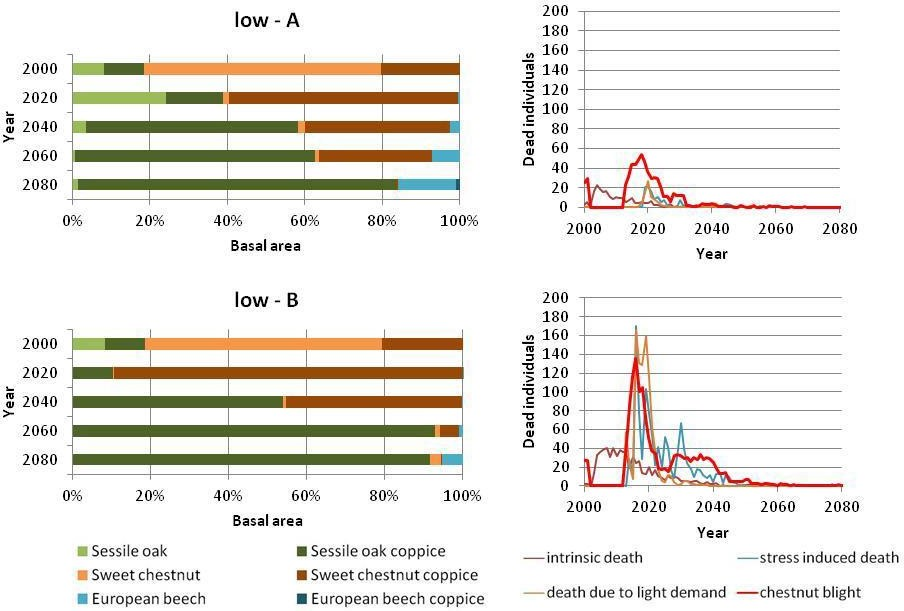 low - A
Year
2000
2020
2040
2060
2080
0% 20% 40% 60% 80% 100%
Basal area
Dead individuals
200
180
160
140
120
100
80
60
40
20
0
2000 2020 2040 2060 2080
Year
low - B
Year
2000
2020
2040
2060
2080
0% 20% 40% 60% 80% 100%
Basal area
Dead individuals
200
180
160
140
120
100
80
60
40
20
0
2000 2020 2040 2060 2080
Year
Sessile oak Sessile oak coppice
Sweet chestnut Sweet chestnut coppice
European beech European beech coppice
intrinsic death stress induced death
death due to light demand chestnut blight